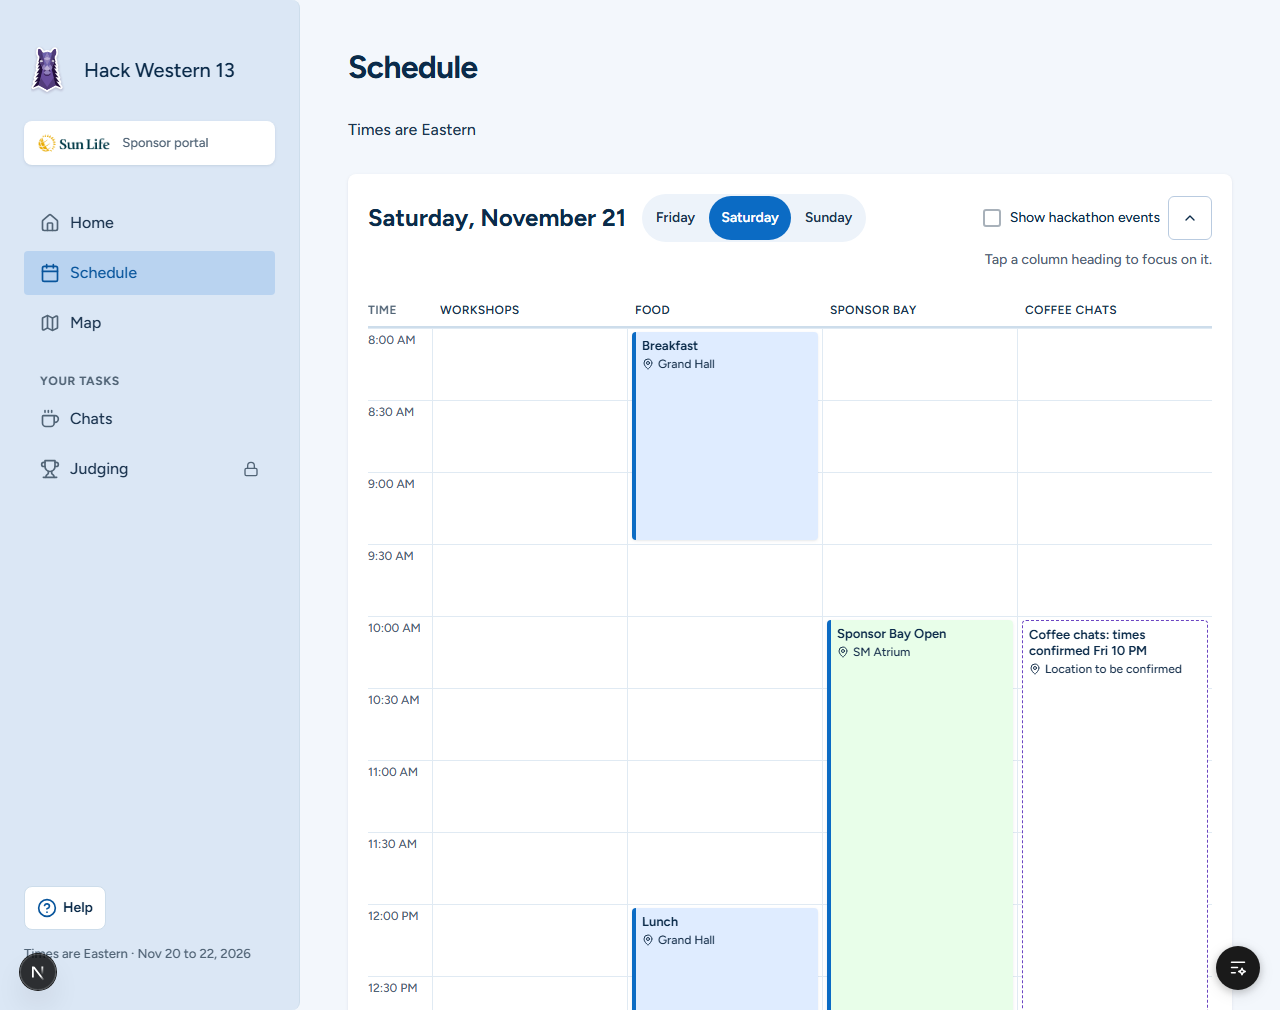 Hack Western 13
Sun Life Sponsor portal
Home
Schedule
Map
YOUR TASKS
Chats
Judging
Help
Times are Eastern · Nov 20 to 22, 2026
N
Schedule
Times are Eastern
Saturday, November 21
Friday Saturday Sunday
Show hackathon events
Tap a column heading to focus on it.
TIME WORKSHOPS FOOD SPONSOR BAY COFFEE CHATS
8:00 AM
Breakfast
Grand Hall
8:30 AM
9:00 AM
9:30 AM
10:00 AM
Sponsor Bay Open
SM Atrium
Coffee chats: times
confirmed Fri 10 PM
Location to be confirmed
10:30 AM
11:00 AM
11:30 AM
12:00 PM
Lunch
Grand Hall
12:30 PM